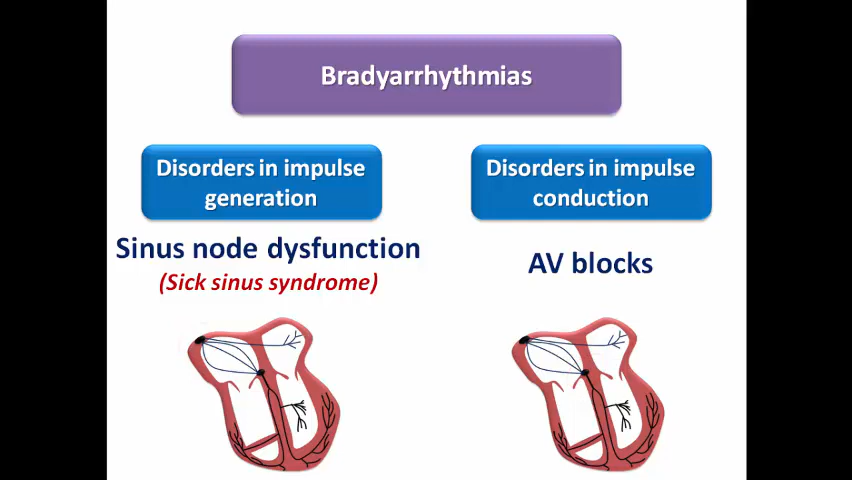 Bradyarrhythmias
Disorders in impulse
generation
Sinus node dysfunction
(Sick sinus syndrome)
Disorders in impulse
conduction
AV blocks